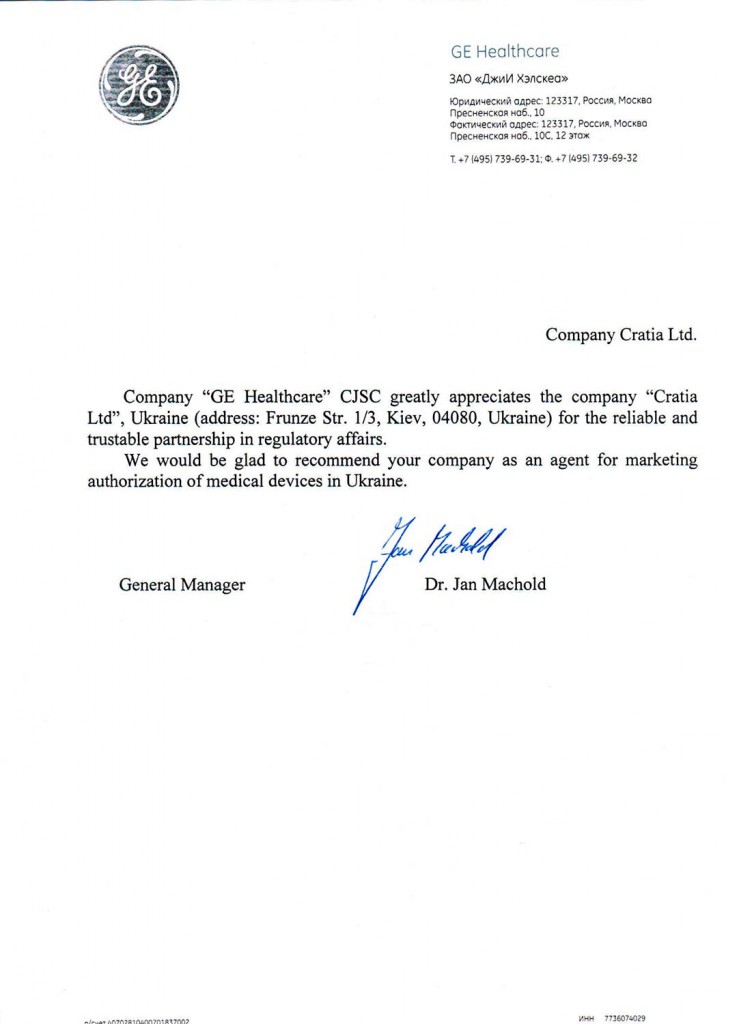 GE
GE Healthcare
ЗАО «ДжиИ Хэлскеа»
Юридический адрес: 123317, Россия, Москва
Пресненская наб., 10
Фактический адрес: 123317, Россия, Москва
Пресненская наб., 10С, 12 этаж
Т. +7 (495) 739-69-31; Ф. +7 (495) 739-69-32
Company Cratia Ltd.
Company “GE Healthcare” CJSC greatly appreciates the company “Cratia
Ltd”, Ukraine (address: Frunze Str. 1/3, Kiev, 04080, Ukraine) for the reliable and
trustable partnership in regulatory affairs.
We would be glad to recommend your company as an agent for marketing
authorization of medical devices in Ukraine.
Jan Machold
General Manager
Dr. Jan Machold
р/счет 40702810400701837002
ИНН 7736074029